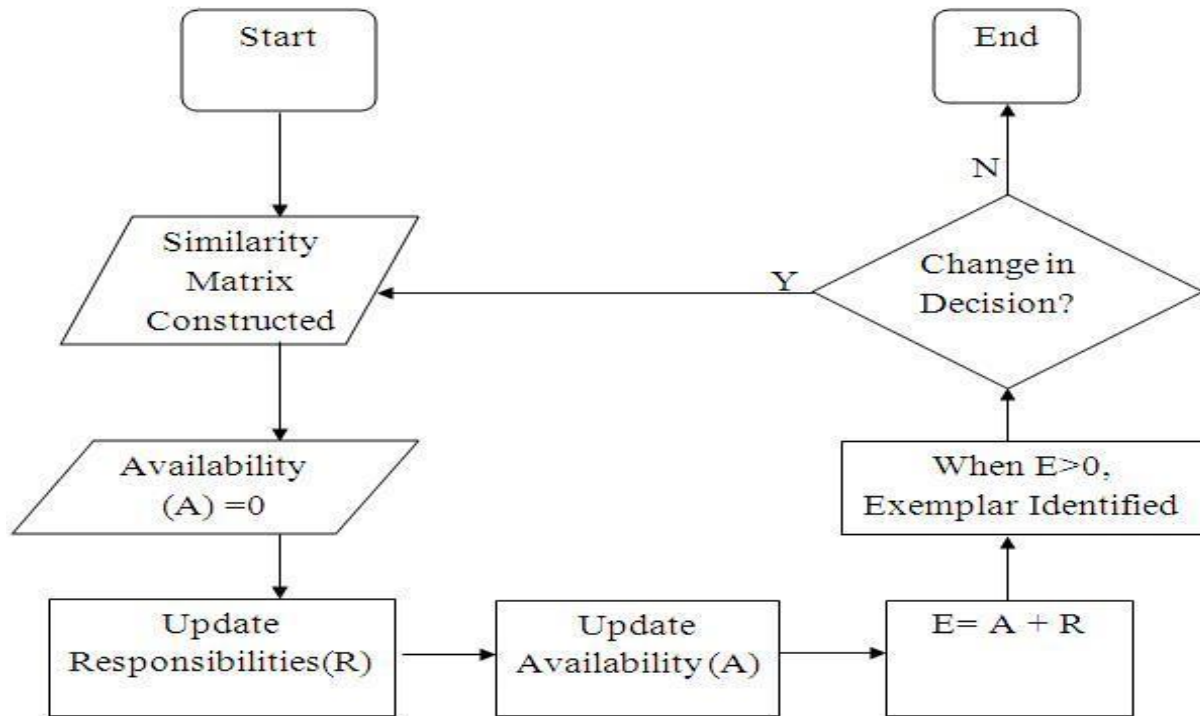 Start
Similarity
Matrix
Constructed
Availability
(A) =0
Update
Responsibilities(R)
Update
Availability (A)
E= A + R
When E>0,
Exemplar Identified
Change in
Decision?
Y
N
End